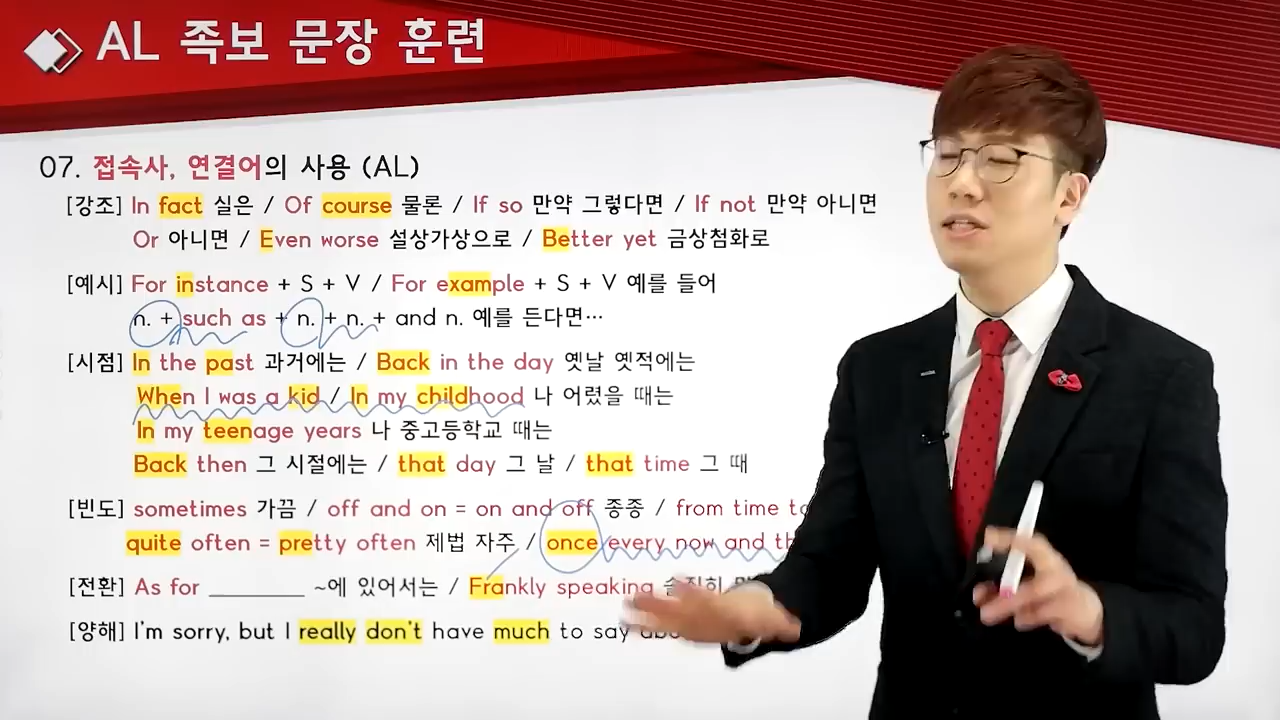 AL 족보 문장 훈련
07. 접속사, 연결어의 사용 (AL)
[강조] In fact 실은 / Of course 물론 / If so 만약 그렇다면 / If not 만약 아니면
Or 아니면 / Even worse 설상가상으로 / Better yet 금상첨화로
[예시] For instance + S + V / For example + S + V 예를 들어
n. + such as + n. + n. + and n. 예를 든다면…
[시점] In the past 과거에는 / Back in the day 옛날 옛적에는
When I was a kid / In my childhood 나 어렸을 때는
In my teenage years 나 중고등학교 때는
Back then 그 시절에는 / that day 그 날 / that time 그 때
[빈도] sometimes 가끔 / off and on = on and off 종종 / from time
quite often = pretty often 제법 자주 / once every now and
[전환] As for ________ ~에 있어서는 / Frankly speaking 솔직히
[양해] I'm sorry, but I really don't have much to say